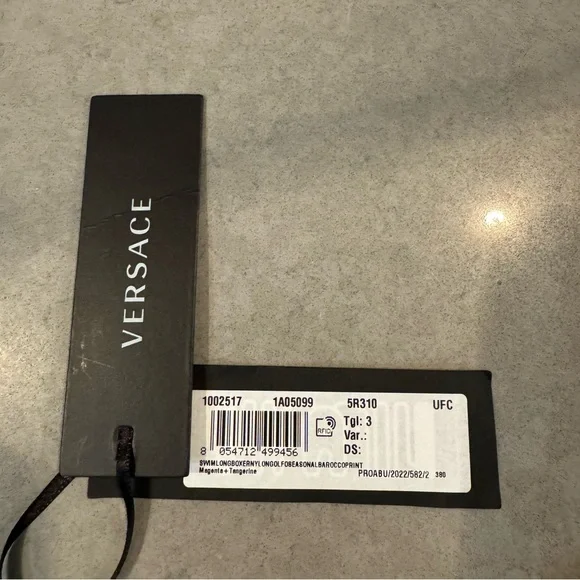 VERSACE
1002517 1A05099 5R310 UFC
Tgl: 3
RFID
Var.:
DS:
8 054712 499456
SWIMLONGBOXERNYLONGOLFOSEASONALBAROCCOPRINT
Magenta+Tangerine PROABU/2022/582/2 380